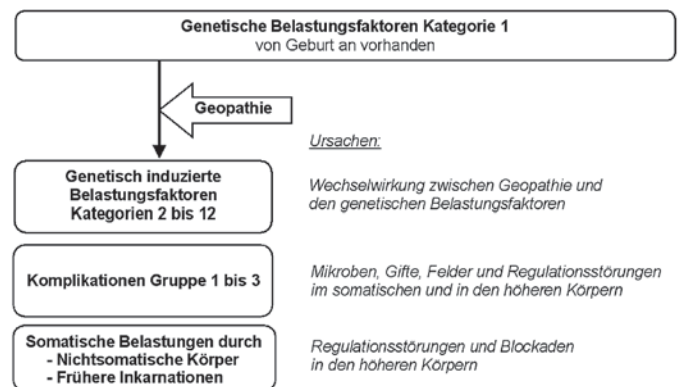 Genetische Belastungsfaktoren Kategorie 1
von Geburt an vorhanden
Geopathie
Ursachen:
Genetisch induzierte
Belastungsfaktoren
Kategorien 2 bis 12
Wechselwirkung zwischen Geopathie und
den genetischen Belastungsfaktoren
Komplikationen Gruppe 1 bis 3
Mikroben, Gifte, Felder und Regulationsstörungen
im somatischen und in den höheren Körpern
Somatische Belastungen durch
- Nichtsomatische Körper
- Frühere Inkarnationen
Regulationsstörungen und Blockaden
in den höheren Körpern